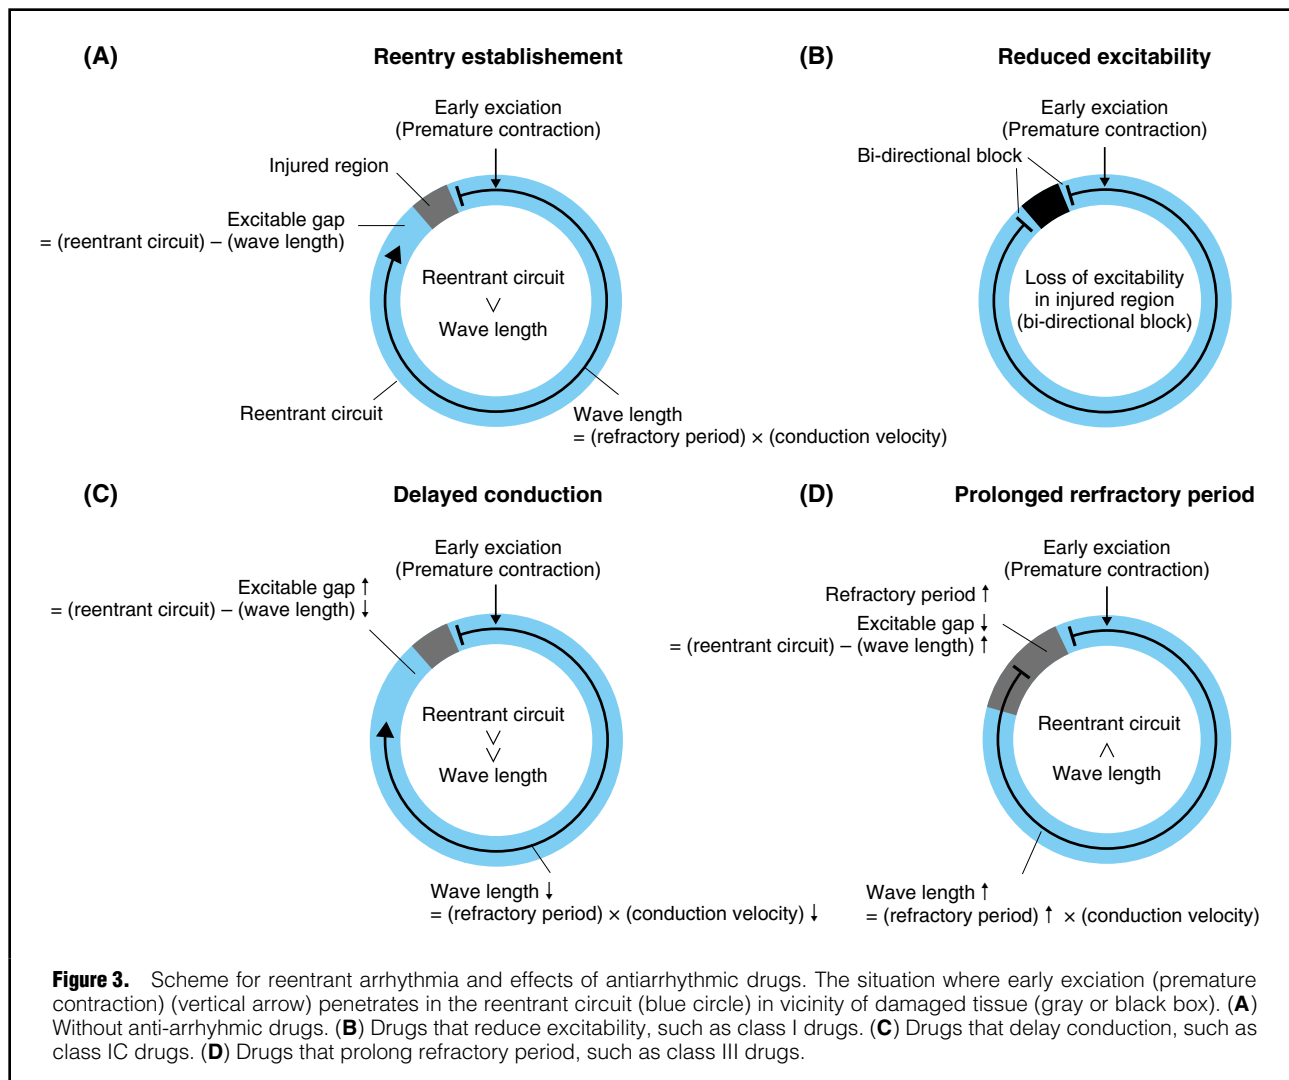 (A)
Reentry establishement
Early exciation
(Premature contraction)
Injured region
Excitable gap
= (reentrant circuit) – (wave length)
Reentrant circuit
∨
Wave length
Reentrant circuit
Wave length
= (refractory period) × (conduction velocity)
(B)
Reduced excitability
Early exciation
(Premature contraction)
Bi-directional block
Loss of excitability
in injured region
(bi-directional block)
(C)
Delayed conduction
Early exciation
(Premature contraction)
Excitable gap ↑
= (reentrant circuit) – (wave length) ↓
Reentrant circuit
∨
∨
Wave length
Wave length ↓
= (refractory period) × (conduction velocity) ↓
(D)
Prolonged rerfractory period
Early exciation
(Premature contraction)
Refractory period ↑
Excitable gap ↓
= (reentrant circuit) – (wave length) ↑
Reentrant circuit
∧
Wave length
Wave length ↑
= (refractory period) ↑ × (conduction velocity)
Figure 3. Scheme for reentrant arrhythmia and effects of antiarrhythmic drugs. The situation where early exciation (premature
contraction) (vertical arrow) penetrates in the reentrant circuit (blue circle) in vicinity of damaged tissue (gray or black box). (A)
Without anti-arrhyhmic drugs. (B) Drugs that reduce excitability, such as class I drugs. (C) Drugs that delay conduction, such as
class IC drugs. (D) Drugs that prolong refractory period, such as class III drugs.